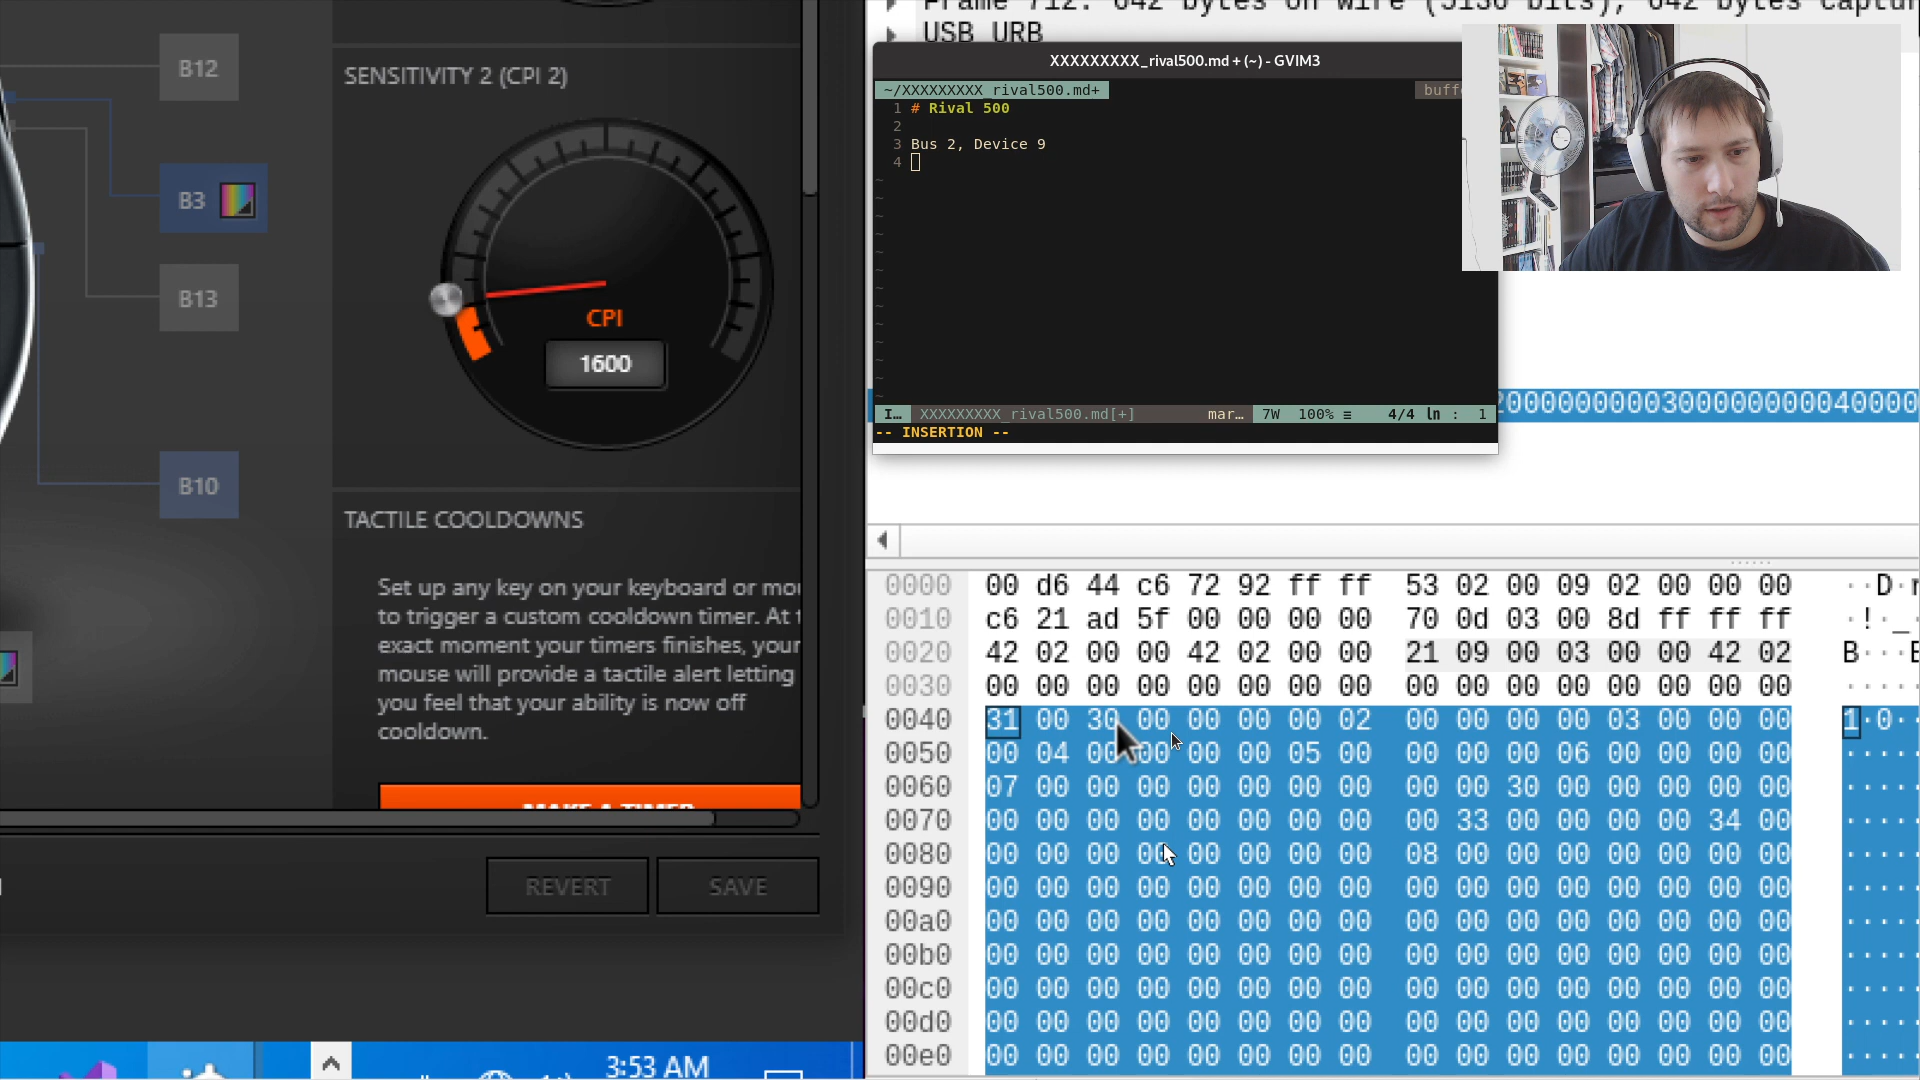 B12
B3
B13
B10
SENSITIVITY 2 (CPI 2)
CPI
1600
TACTILE COOLDOWNS
Set up any key on your keyboard or mou
to trigger a custom cooldown timer. At t
exact moment your timers finishes, your
mouse will provide a tactile alert letting
you feel that your ability is now off
cooldown.
MAKE A TIMER
REVERT
SAVE
3:53 AM
USB URB
XXXXXXXXX_rival500.md + (~) - GVIM3
~/XXXXXXXXX_rival500.md+
buff
1 # Rival 500
2
3 Bus 2, Device 9
4
I… XXXXXXXXX_rival500.md[+] mar… 7W 100% ≡ 4/4 ln : 1
-- INSERTION --
0000000000300000000040000
0000 00 d6 44 c6 72 92 ff ff 53 02 00 09 02 00 00 00
0010 c6 21 ad 5f 00 00 00 00 70 0d 03 00 8d ff ff ff
0020 42 02 00 00 42 02 00 00 21 09 00 03 00 00 42 02
0030 00 00 00 00 00 00 00 00 00 00 00 00 00 00 00 00
0040 31 00 30 00 00 00 00 02 00 00 00 00 03 00 00 00
0050 00 04 00 00 00 00 05 00 00 00 00 06 00 00 00 00
0060 07 00 00 00 00 00 00 00 00 00 30 00 00 00 00 00
0070 00 00 00 00 00 00 00 00 00 33 00 00 00 00 34 00
0080 00 00 00 00 00 00 00 00 08 00 00 00 00 00 00 00
0090 00 00 00 00 00 00 00 00 00 00 00 00 00 00 00 00
00a0 00 00 00 00 00 00 00 00 00 00 00 00 00 00 00 00
00b0 00 00 00 00 00 00 00 00 00 00 00 00 00 00 00 00
00c0 00 00 00 00 00 00 00 00 00 00 00 00 00 00 00 00
00d0 00 00 00 00 00 00 00 00 00 00 00 00 00 00 00 00
00e0 00 00 00 00 00 00 00 00 00 00 00 00 00 00 00 00